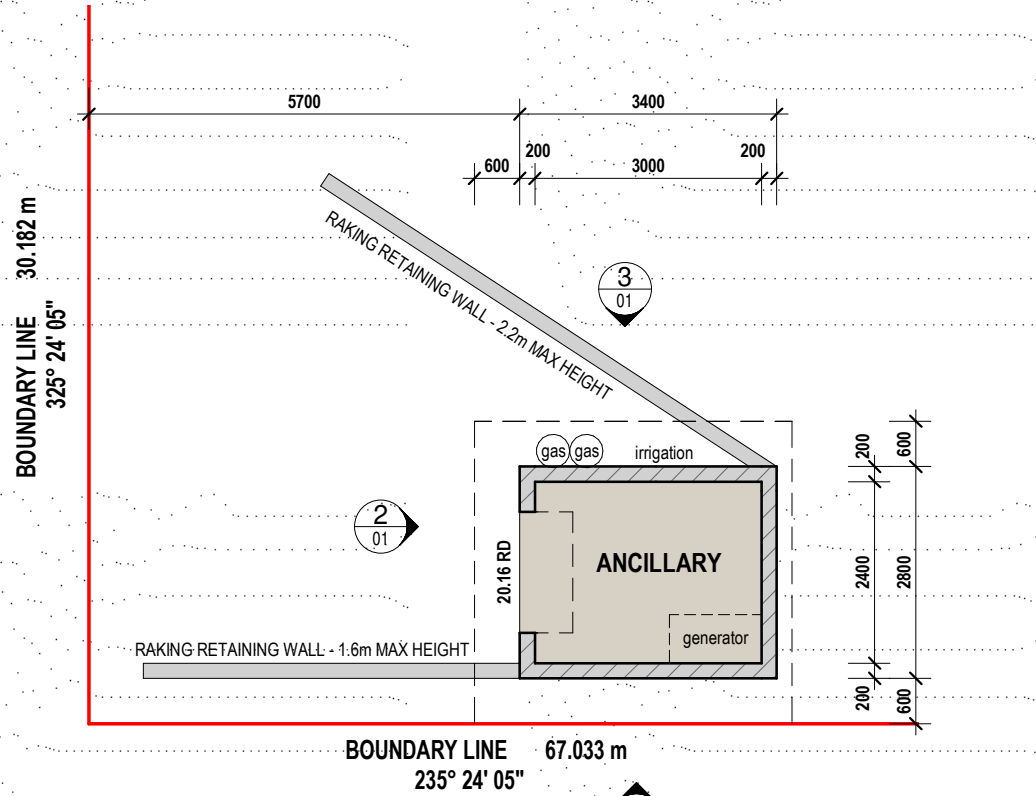 5700
3400
200
200
600
3000
RAKING RETAINING WALL - 2.2m MAX HEIGHT
3
01
BOUNDARY LINE 30.182 m
325° 24' 05"
gas
gas
irrigation
200
600
2
01
20.16 RD
ANCILLARY
2400
2800
generator
RAKING RETAINING WALL - 1.6m MAX HEIGHT
200
600
BOUNDARY LINE 67.033 m
235° 24' 05"